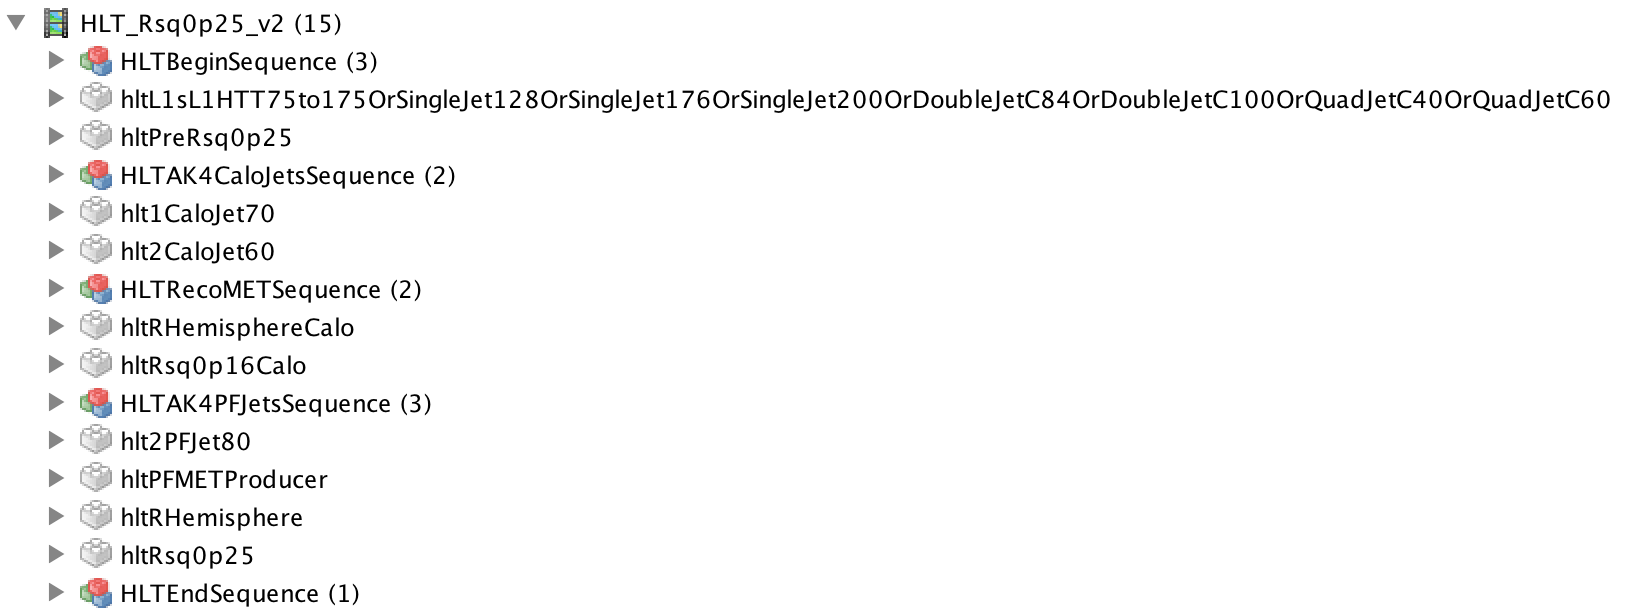 HLT_Rsq0p25_v2 (15)
HLTBeginSequence (3)
hltL1sL1HTT75to175OrSingleJet128OrSingleJet176OrSingleJet200OrDoubleJetC84OrDoubleJetC100OrQuadJetC40OrQuadJetC60
hltPreRsq0p25
HLTAK4CaloJetsSequence (2)
hlt1CaloJet70
hlt2CaloJet60
HLTRecoMETSequence (2)
hltRHemisphereCalo
hltRsq0p16Calo
HLTAK4PFJetsSequence (3)
hlt2PFJet80
hltPFMETProducer
hltRHemisphere
hltRsq0p25
HLTEndSequence (1)